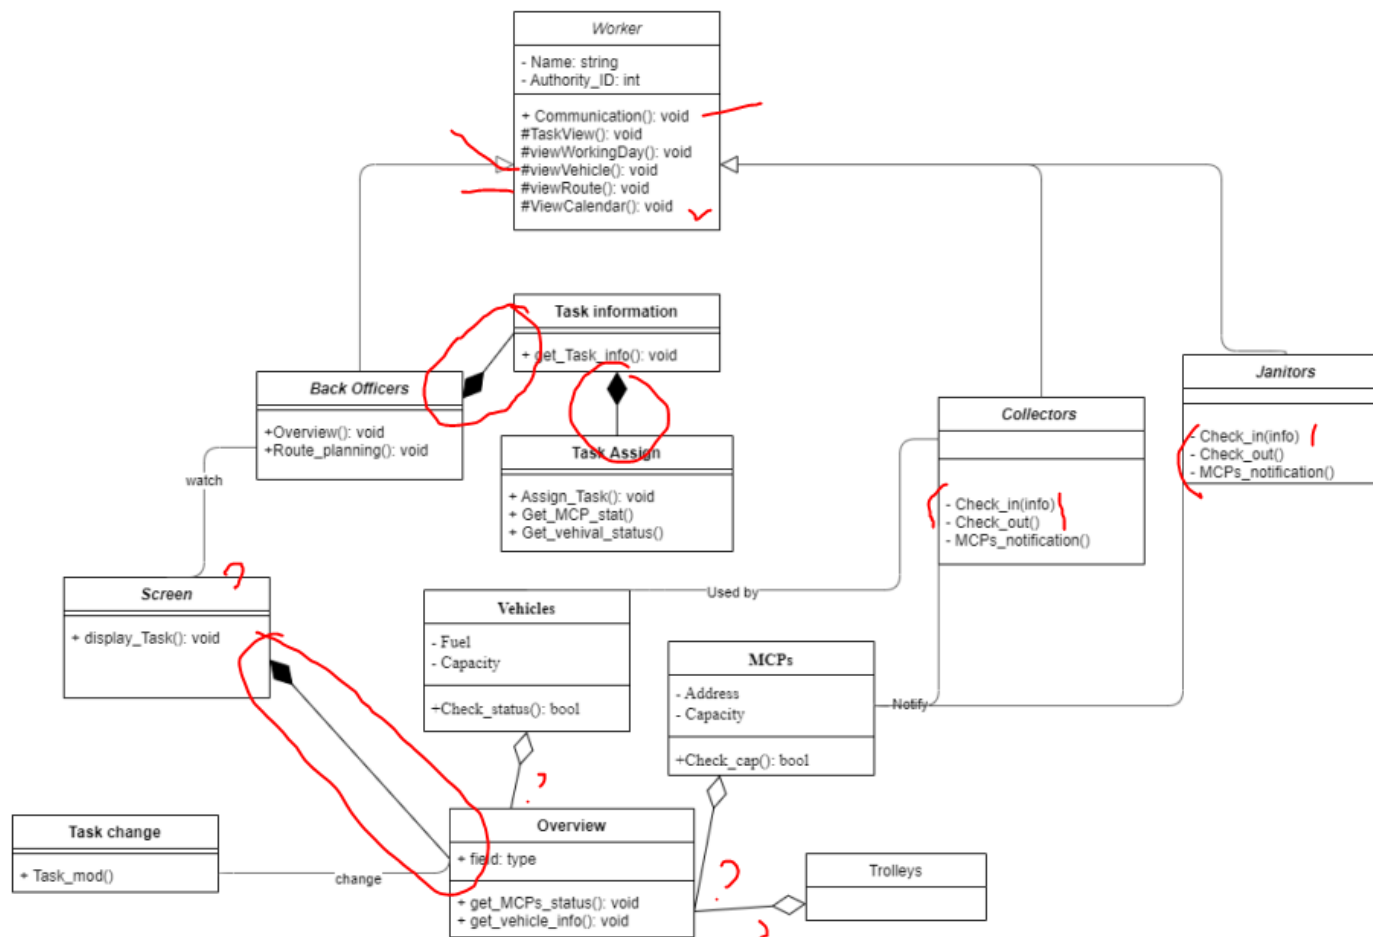 Worker
- Name: string
- Authority_ID: int
+ Communication(): void
#TaskView(): void
#viewWorkingDay(): void
#viewVehicle(): void
#viewRoute(): void
#ViewCalendar(): void
Task information
+ get_Task_info(): void
Back Officers
+Overview(): void
+Route_planning(): void
Janitors
- Check_in(info)
- Check_out()
- MCPs_notification()
Collectors
- Check_in(info)
- Check_out()
- MCPs_notification()
Task Assign
+ Assign_Task(): void
+ Get_MCP_stat()
+ Get_vehival_status()
watch
Screen
?
+ display_Task(): void
Vehicles
- Fuel
- Capacity
+Check_status(): bool
Used by
MCPs
- Address
- Capacity
+Check_cap(): bool
Notify
?
Task change
+ Task_mod()
change
Overview
+ field: type
+ get_MCPs_status(): void
+ get_vehicle_info(): void
?
Trolleys
?